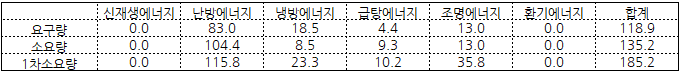 신재생에너지 난방에너지 냉방에너지 급탕에너지 조명에너지 환기에너지 합계
요구량 0.0 83.0 18.5 4.4 13.0 0.0 118.9
소요량 0.0 104.4 8.5 9.3 13.0 0.0 135.2
1차소요량 0.0 115.8 23.3 10.2 35.8 0.0 185.2